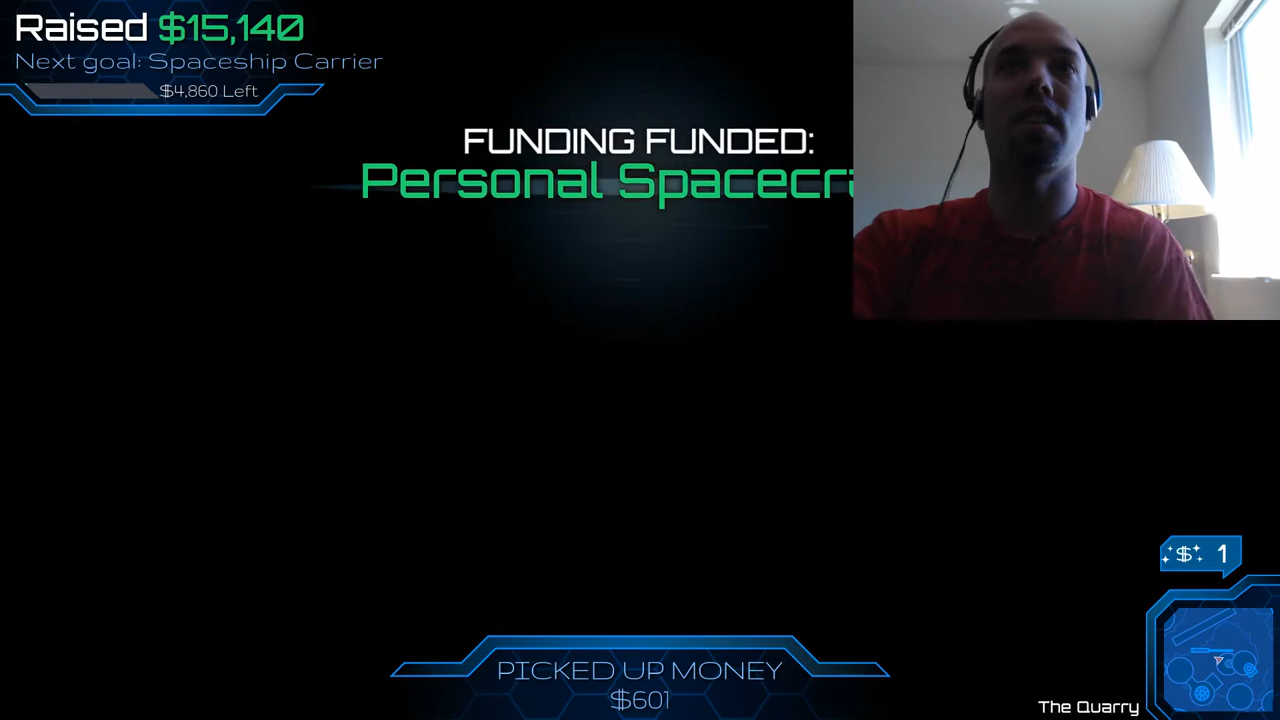 Raised $15,140
Next goal: Spaceship Carrier
$4,860 Left
FUNDING FUNDED:
Personal Spacecra
$ 1
PICKED UP MONEY
$601
The Quarry